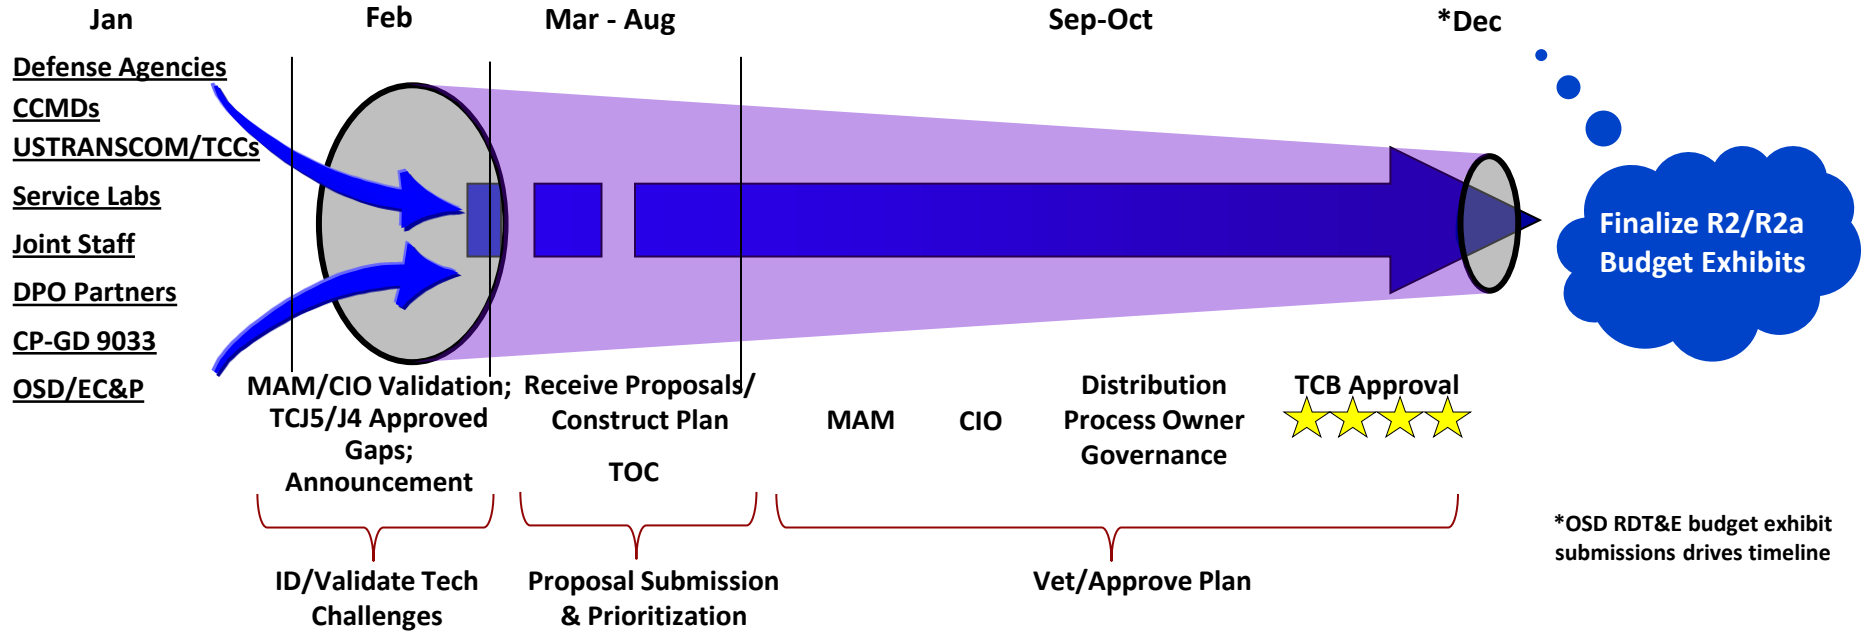 Jan
Feb
Mar - Aug
Sep-Oct
*Dec
Defense Agencies
CCMDs
USTRANSCOM/TCCs
Service Labs
Joint Staff
DPO Partners
CP-GD 9033
OSD/EC&P
Finalize R2/R2a
Budget Exhibits
MAM/CIO Validation;
TCJ5/J4 Approved
Gaps;
Announcement
Receive Proposals/
Construct Plan
TOC
MAM
CIO
Distribution
Process Owner
Governance
TCB Approval
ID/Validate Tech
Challenges
Proposal Submission
& Prioritization
Vet/Approve Plan
*OSD RDT&E budget exhibit
submissions drives timeline